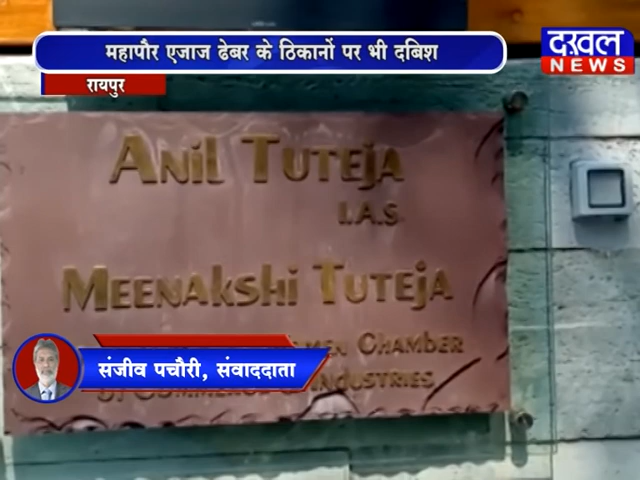 महापौर एजाज ढेबर के ठिकानों पर भी दबिश
दखल
NEWS
रायपुर
ANIL TUTEJA
I.A.S
MEENAKSHI TUTEJA
CHAMBER
संजीव पचौरी, संवाददाता
INDUSTRIES